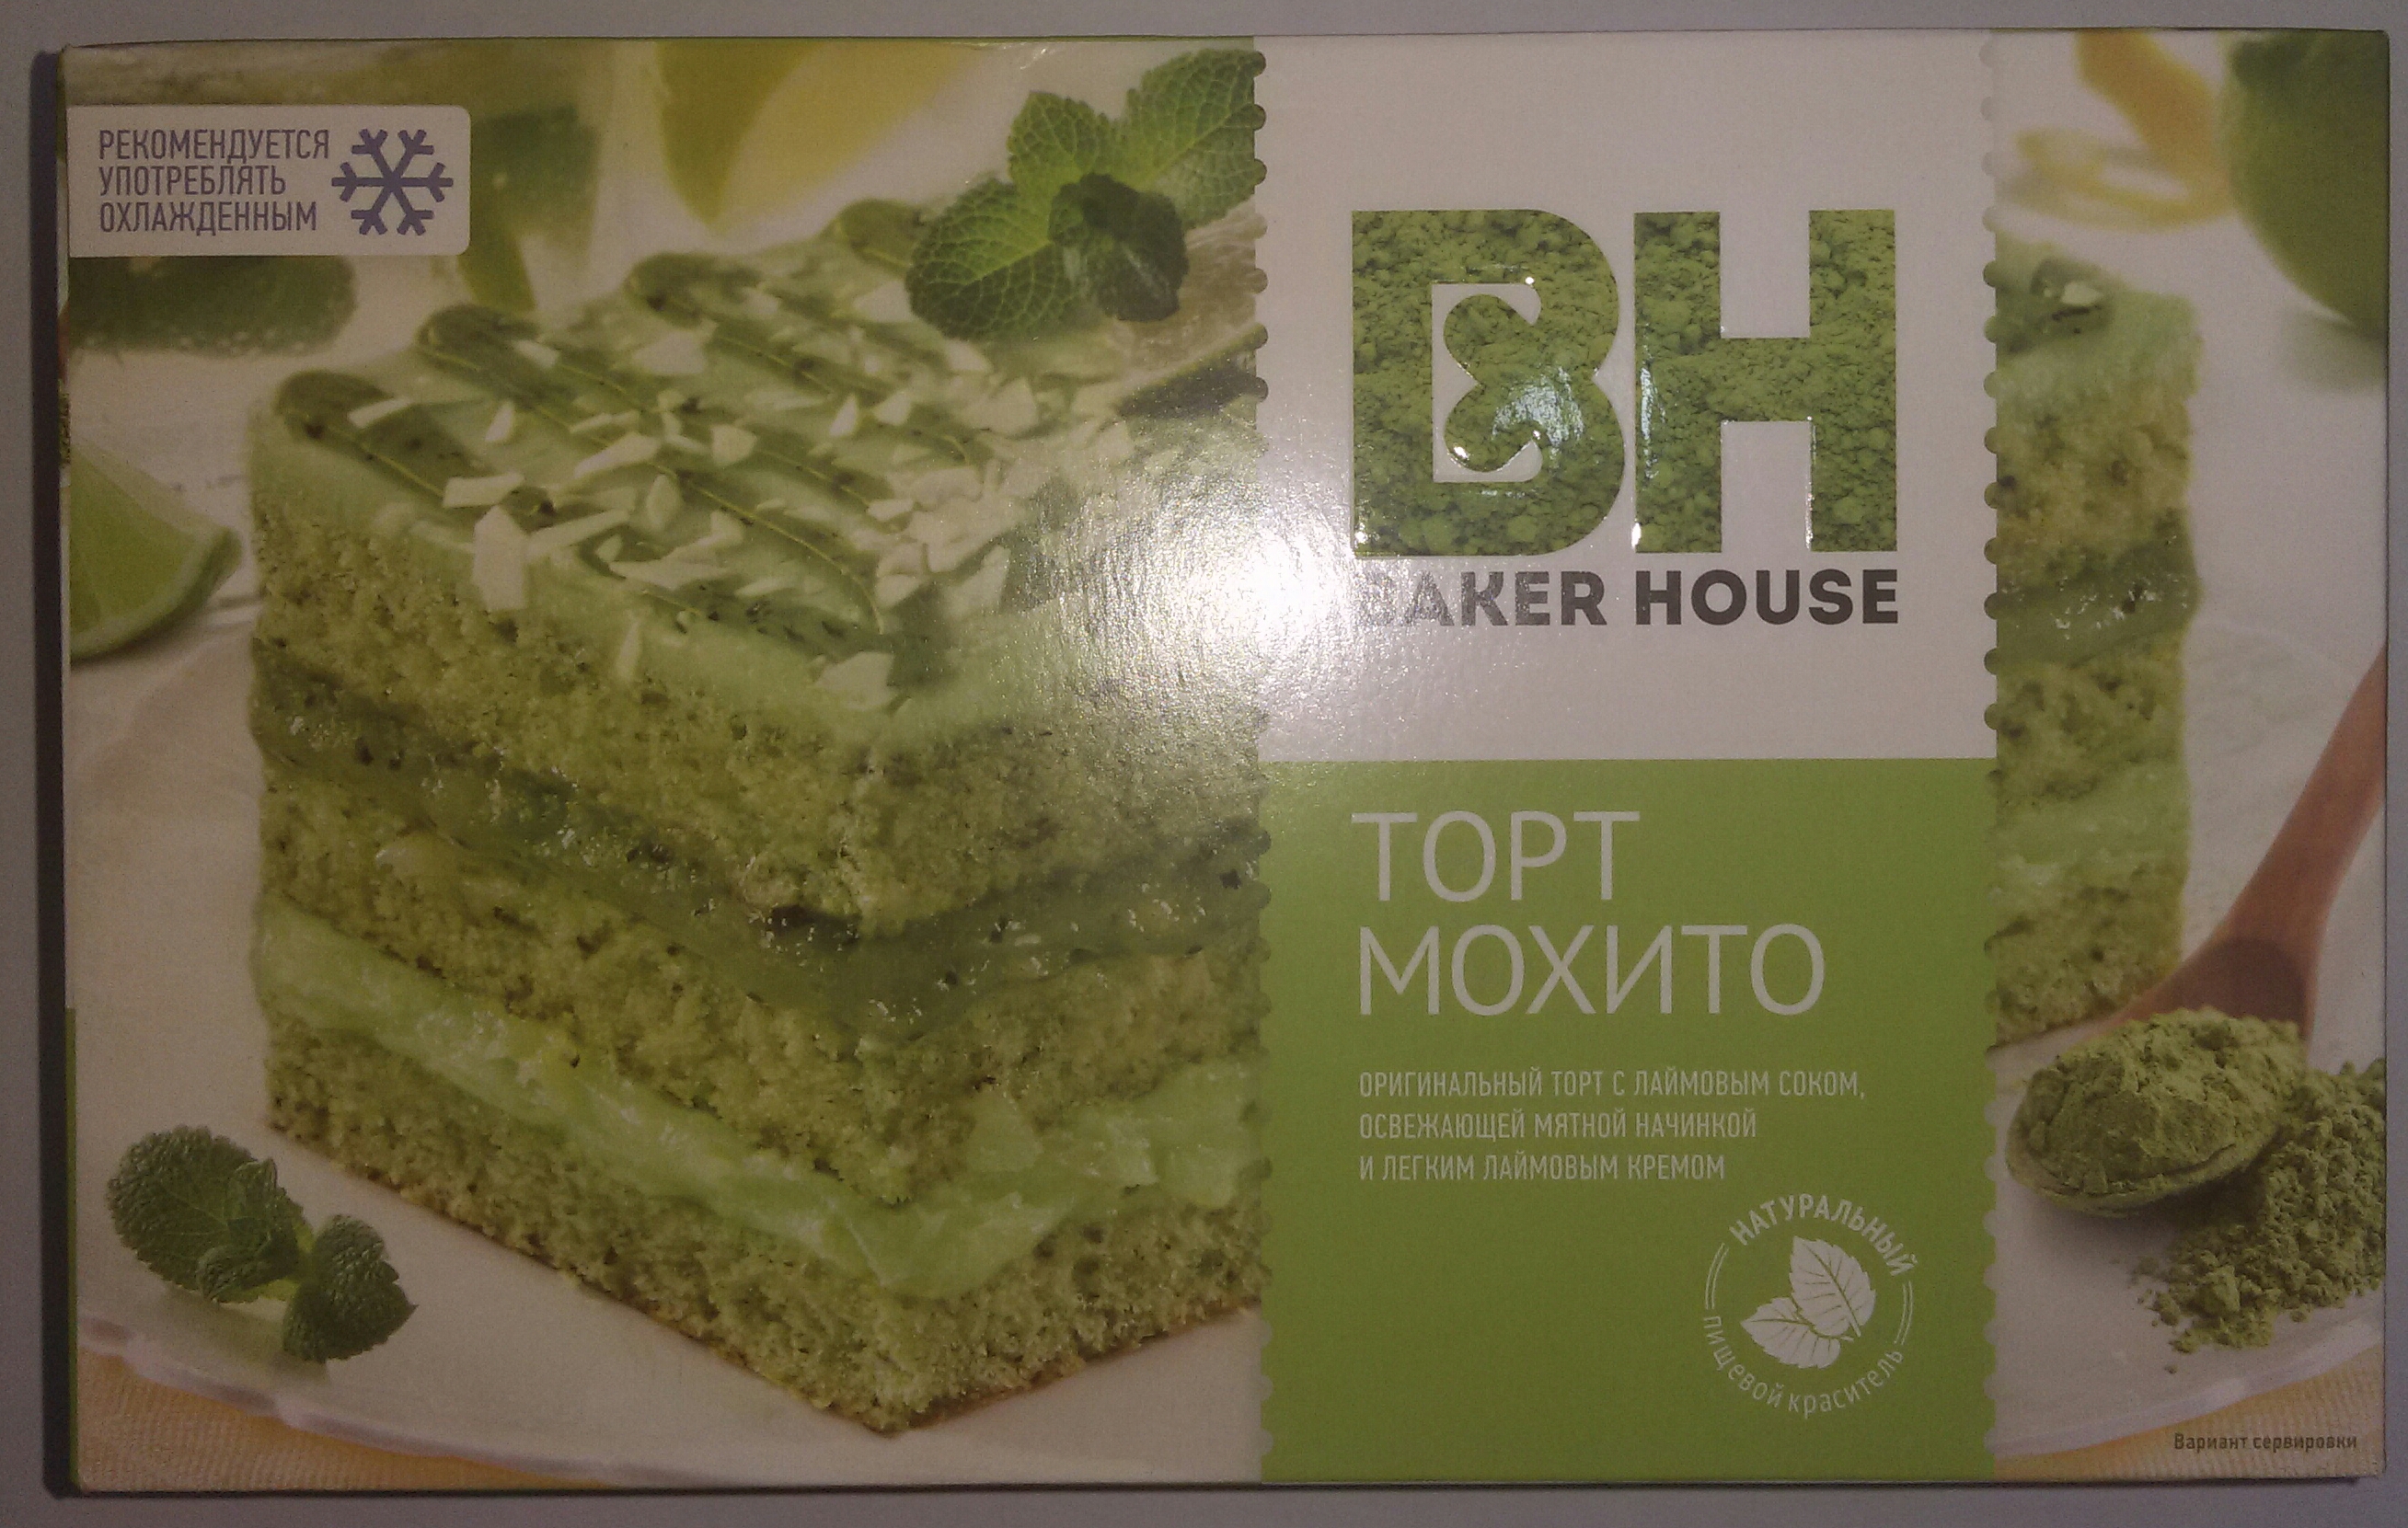 РЕКОМЕНДУЕТСЯ
УПОТРЕБЛЯТЬ
ОХЛАЖДЕННЫМ
BH
BAKER HOUSE
ТОРТ
МОХИТО
ОРИГИНАЛЬНЫЙ ТОРТ С ЛАЙМОВЫМ СОКОМ,
ОСВЕЖАЮЩЕЙ МЯТНОЙ НАЧИНКОЙ
И ЛЕГКИМ ЛАЙМОВЫМ КРЕМОМ
НАТУРАЛЬНЫЙ
ПИЩЕВОЙ КРАСИТЕЛЬ
Вариант сервировки